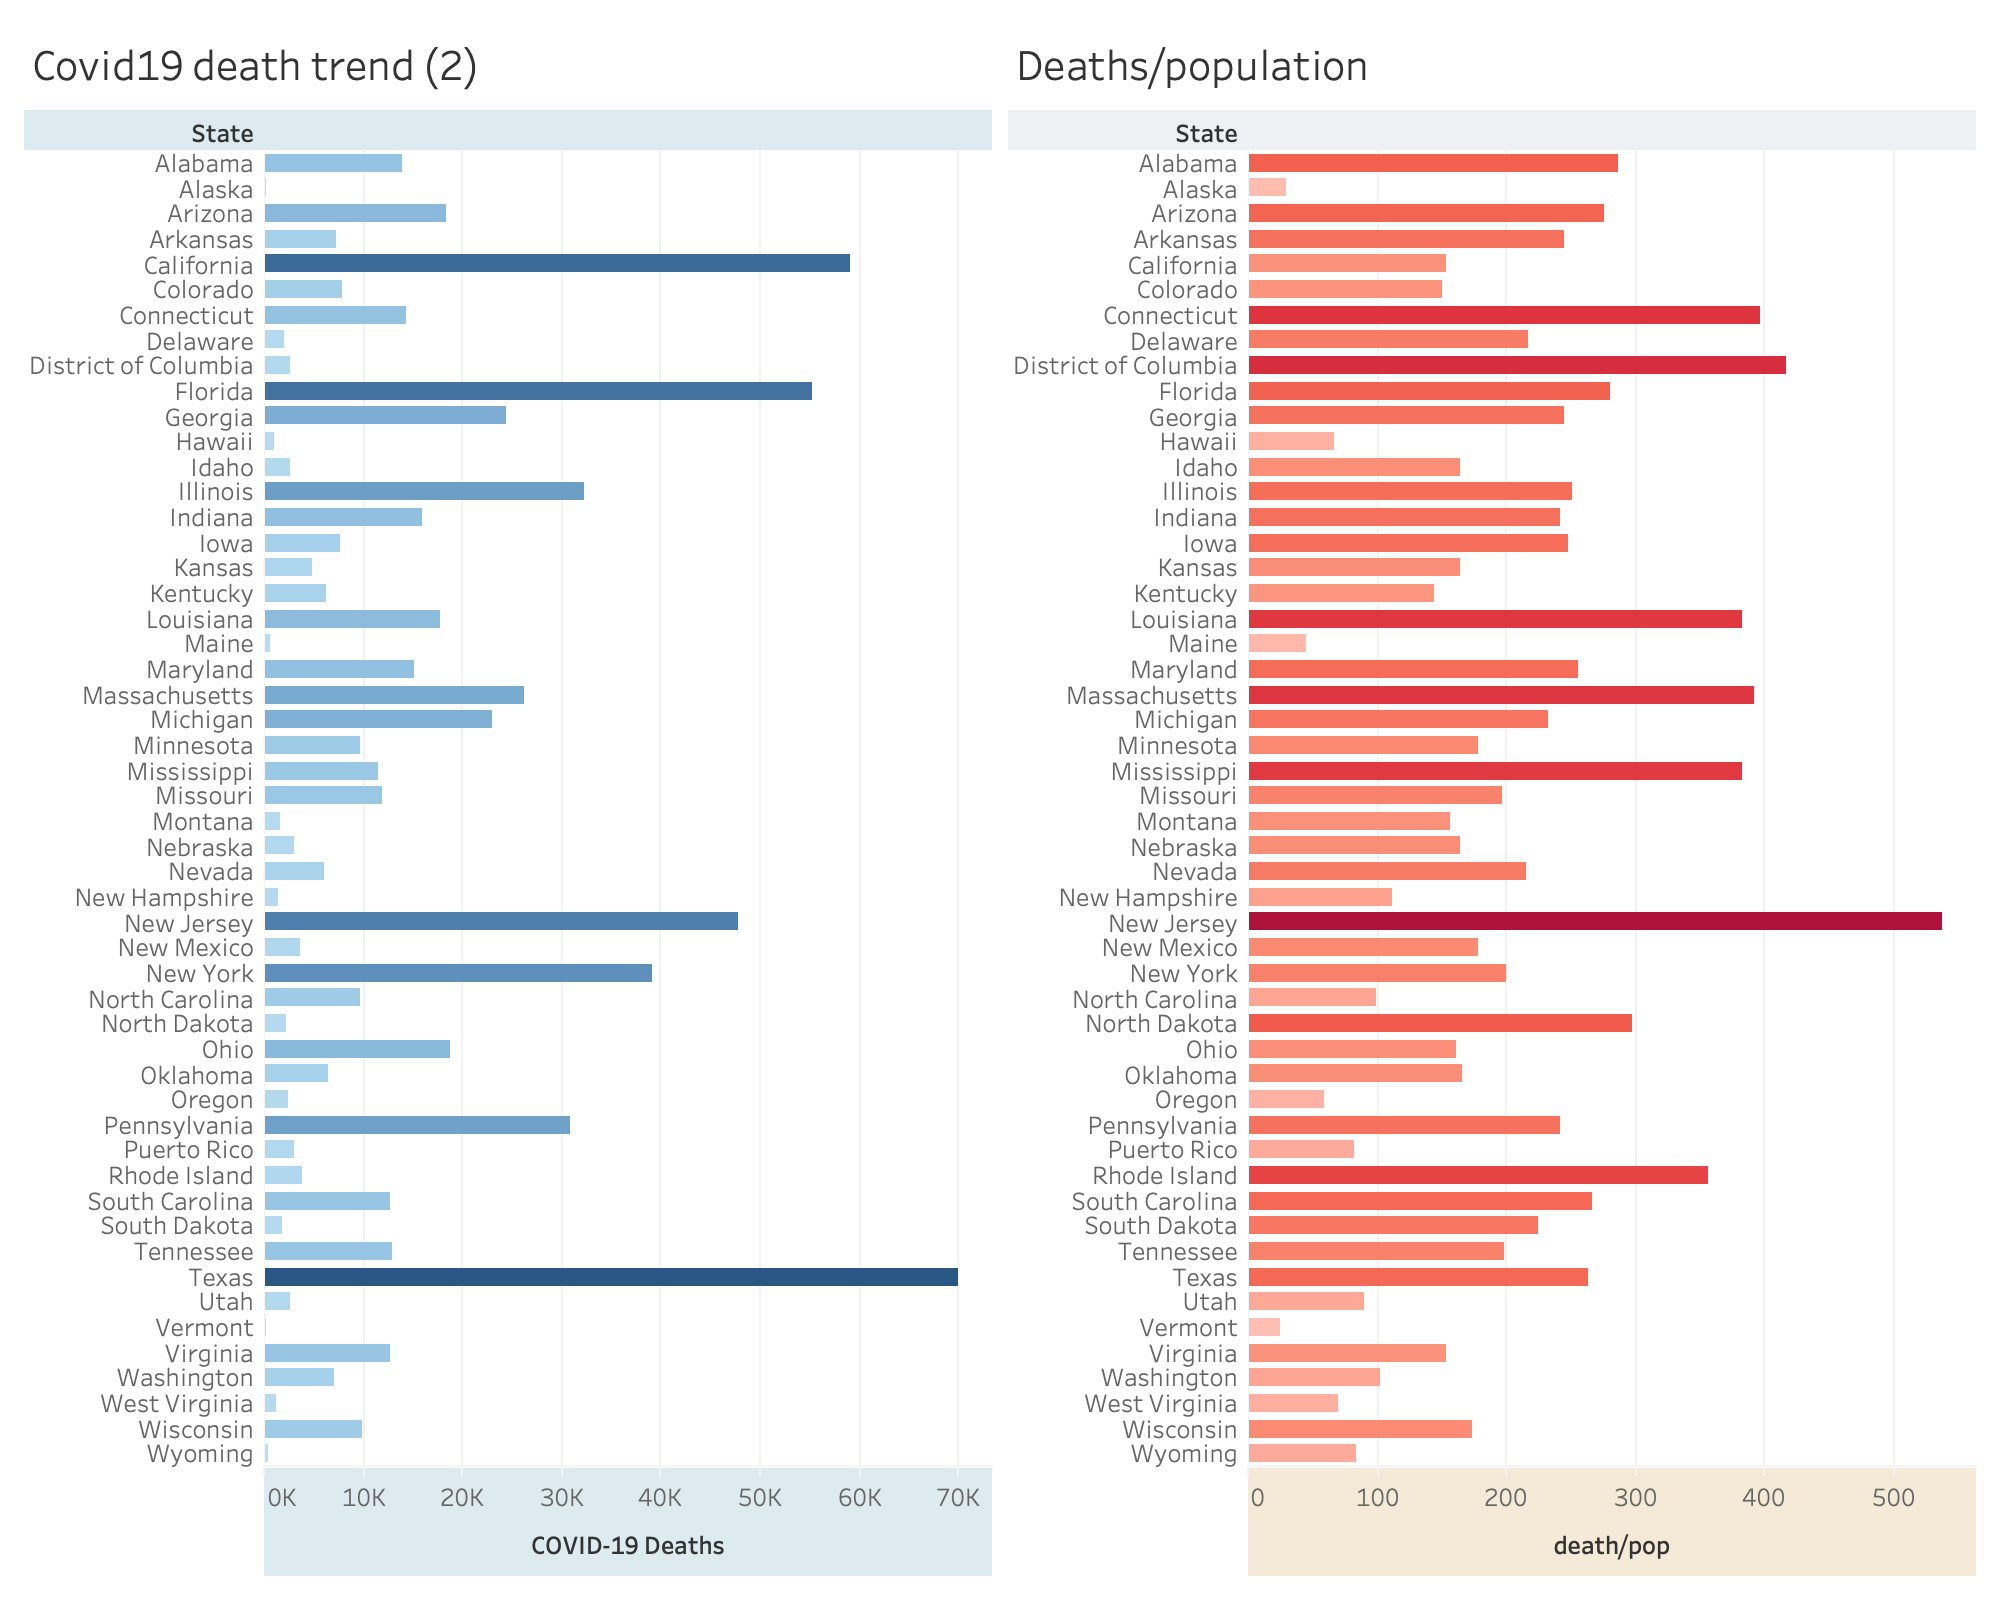 Covid19 death trend (2)
State
Alabama
Alaska
Arizona
Arkansas
California
Colorado
Connecticut
Delaware
District of Columbia
Florida
Georgia
Hawaii
Idaho
Illinois
Indiana
Iowa
Kansas
Kentucky
Louisiana
Maine
Maryland
Massachusetts
Michigan
Minnesota
Mississippi
Missouri
Montana
Nebraska
Nevada
New Hampshire
New Jersey
New Mexico
New York
North Carolina
North Dakota
Ohio
Oklahoma
Oregon
Pennsylvania
Puerto Rico
Rhode Island
South Carolina
South Dakota
Tennessee
Texas
Utah
Vermont
Virginia
Washington
West Virginia
Wisconsin
Wyoming
0K 10K 20K 30K 40K 50K 60K 70K
COVID-19 Deaths
Deaths/population
State
Alabama
Alaska
Arizona
Arkansas
California
Colorado
Connecticut
Delaware
District of Columbia
Florida
Georgia
Hawaii
Idaho
Illinois
Indiana
Iowa
Kansas
Kentucky
Louisiana
Maine
Maryland
Massachusetts
Michigan
Minnesota
Mississippi
Missouri
Montana
Nebraska
Nevada
New Hampshire
New Jersey
New Mexico
New York
North Carolina
North Dakota
Ohio
Oklahoma
Oregon
Pennsylvania
Puerto Rico
Rhode Island
South Carolina
South Dakota
Tennessee
Texas
Utah
Vermont
Virginia
Washington
West Virginia
Wisconsin
Wyoming
0 100 200 300 400 500
death/pop